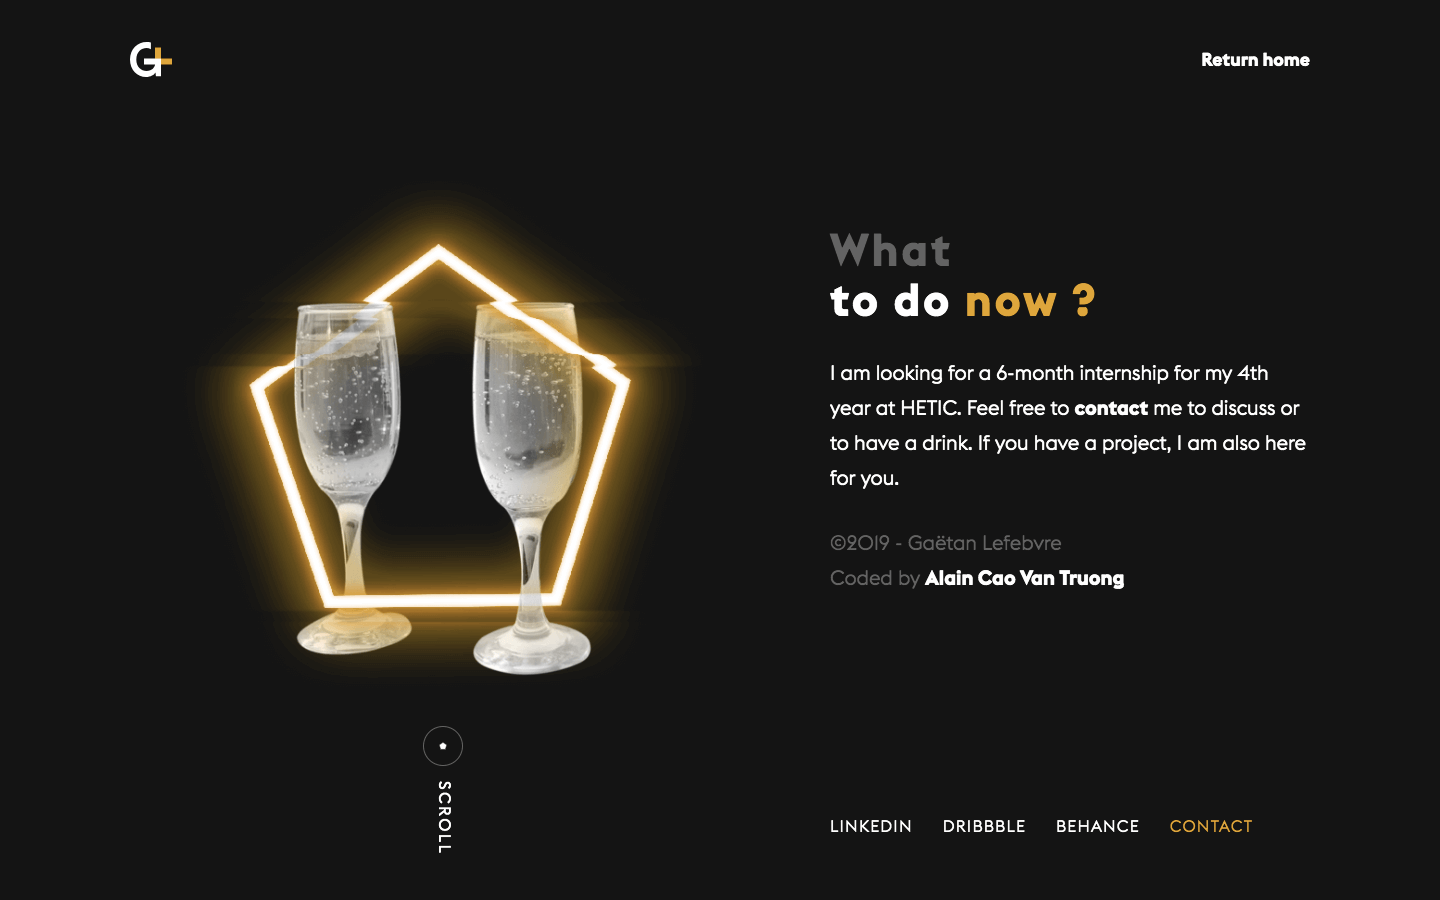 G+
Return home
What
to do now ?
I am looking for a 6-month internship for my 4th
year at HETIC. Feel free to contact me to discuss or
to have a drink. If you have a project, I am also here
for you.
©2019 - Gaëtan Lefebvre
Coded by Alain Cao Van Truong
SCROLL
LINKEDIN DRIBBBLE BEHANCE CONTACT